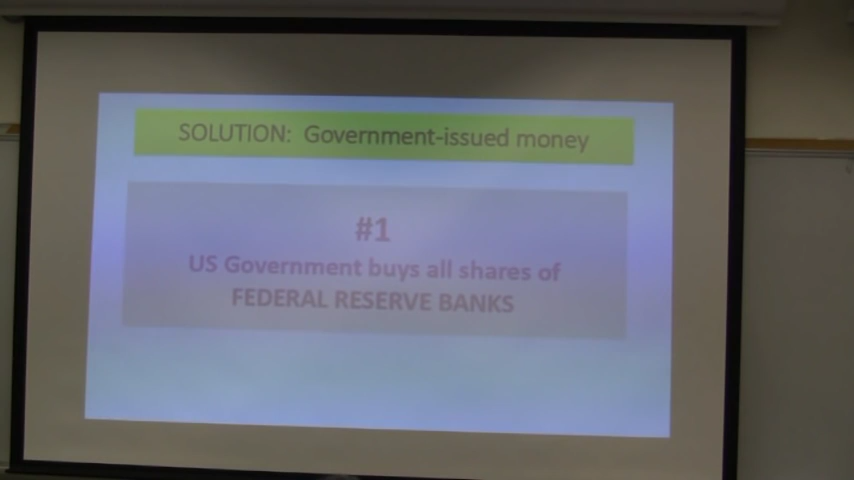 SOLUTION: Government-issued money
#1
US Government buys all shares of
FEDERAL RESERVE BANKS